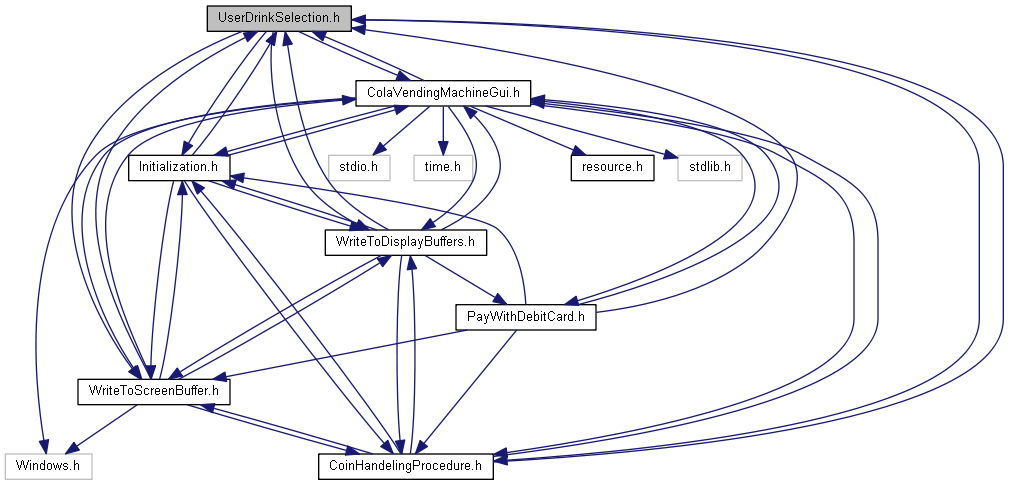 UserDrinkSelection.h
ColaVendingMachineGui.h
Initialization.h
stdio.h
time.h
resource.h
stdlib.h
WriteToDisplayBuffers.h
PayWithDebitCard.h
WriteToScreenBuffer.h
Windows.h
CoinHandelingProcedure.h